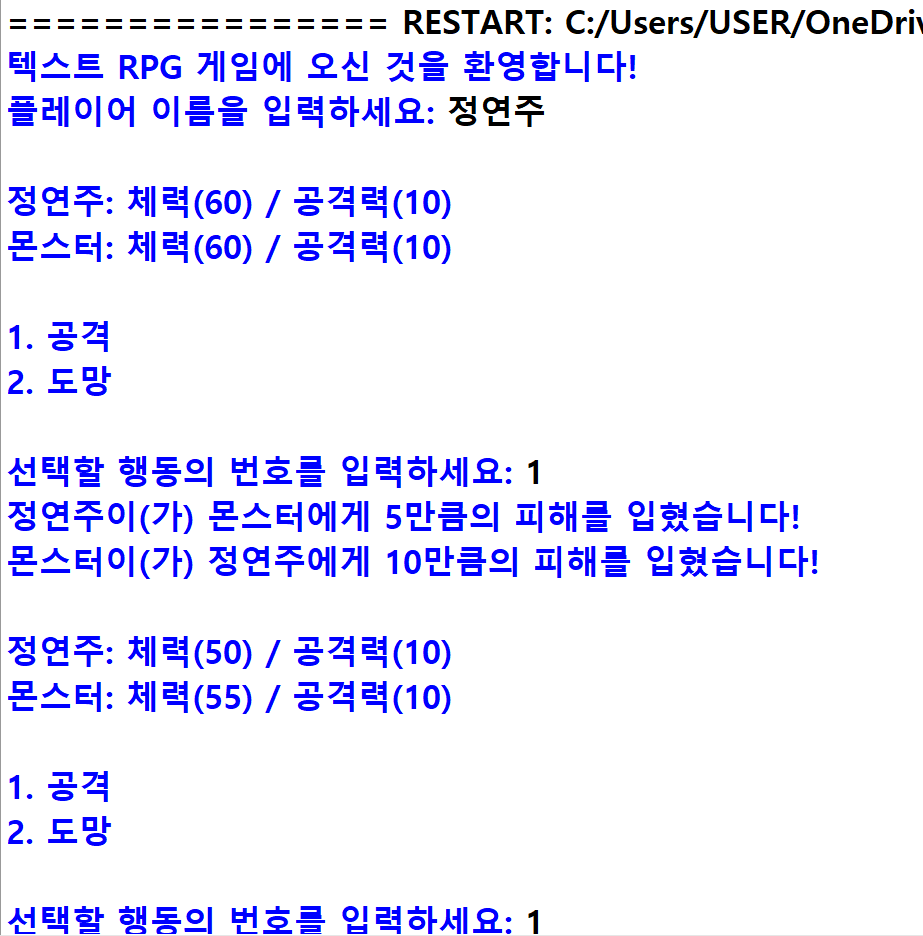 ================ RESTART: C:/Users/USER/OneDriv
텍스트 RPG 게임에 오신 것을 환영합니다!
플레이어 이름을 입력하세요: 정연주
정연주: 체력(60) / 공격력(10)
몬스터: 체력(60) / 공격력(10)
1. 공격
2. 도망
선택할 행동의 번호를 입력하세요: 1
정연주이(가) 몬스터에게 5만큼의 피해를 입혔습니다!
몬스터이(가) 정연주에게 10만큼의 피해를 입혔습니다!
정연주: 체력(50) / 공격력(10)
몬스터: 체력(55) / 공격력(10)
1. 공격
2. 도망
선택할 행동의 번호를 입력하세요: 1